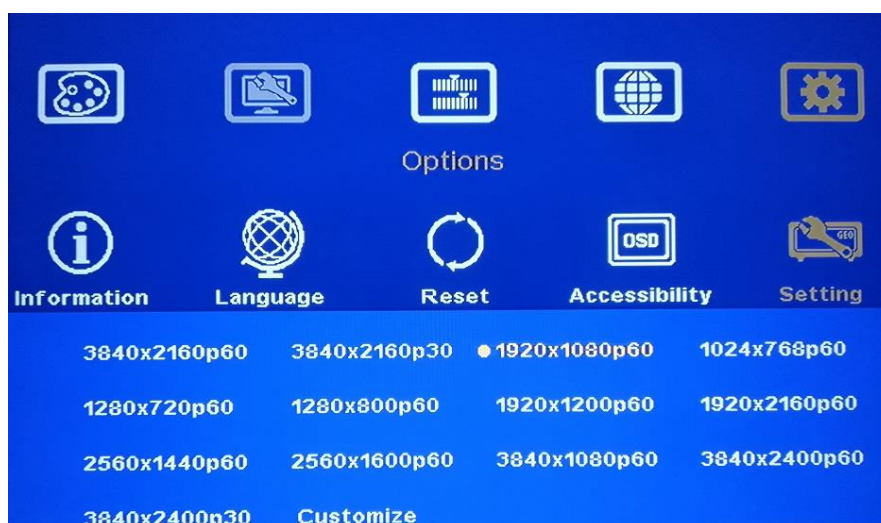 Options
GEO
OSD
Information Language Reset Accessibility Setting
3840x2160p60 3840x2160p30 1920x1080p60 1024x768p60
1280x720p60 1280x800p60 1920x1200p60 1920x2160p60
2560x1440p60 2560x1600p60 3840x1080p60 3840x2400p60
3840x2400p30 Customize